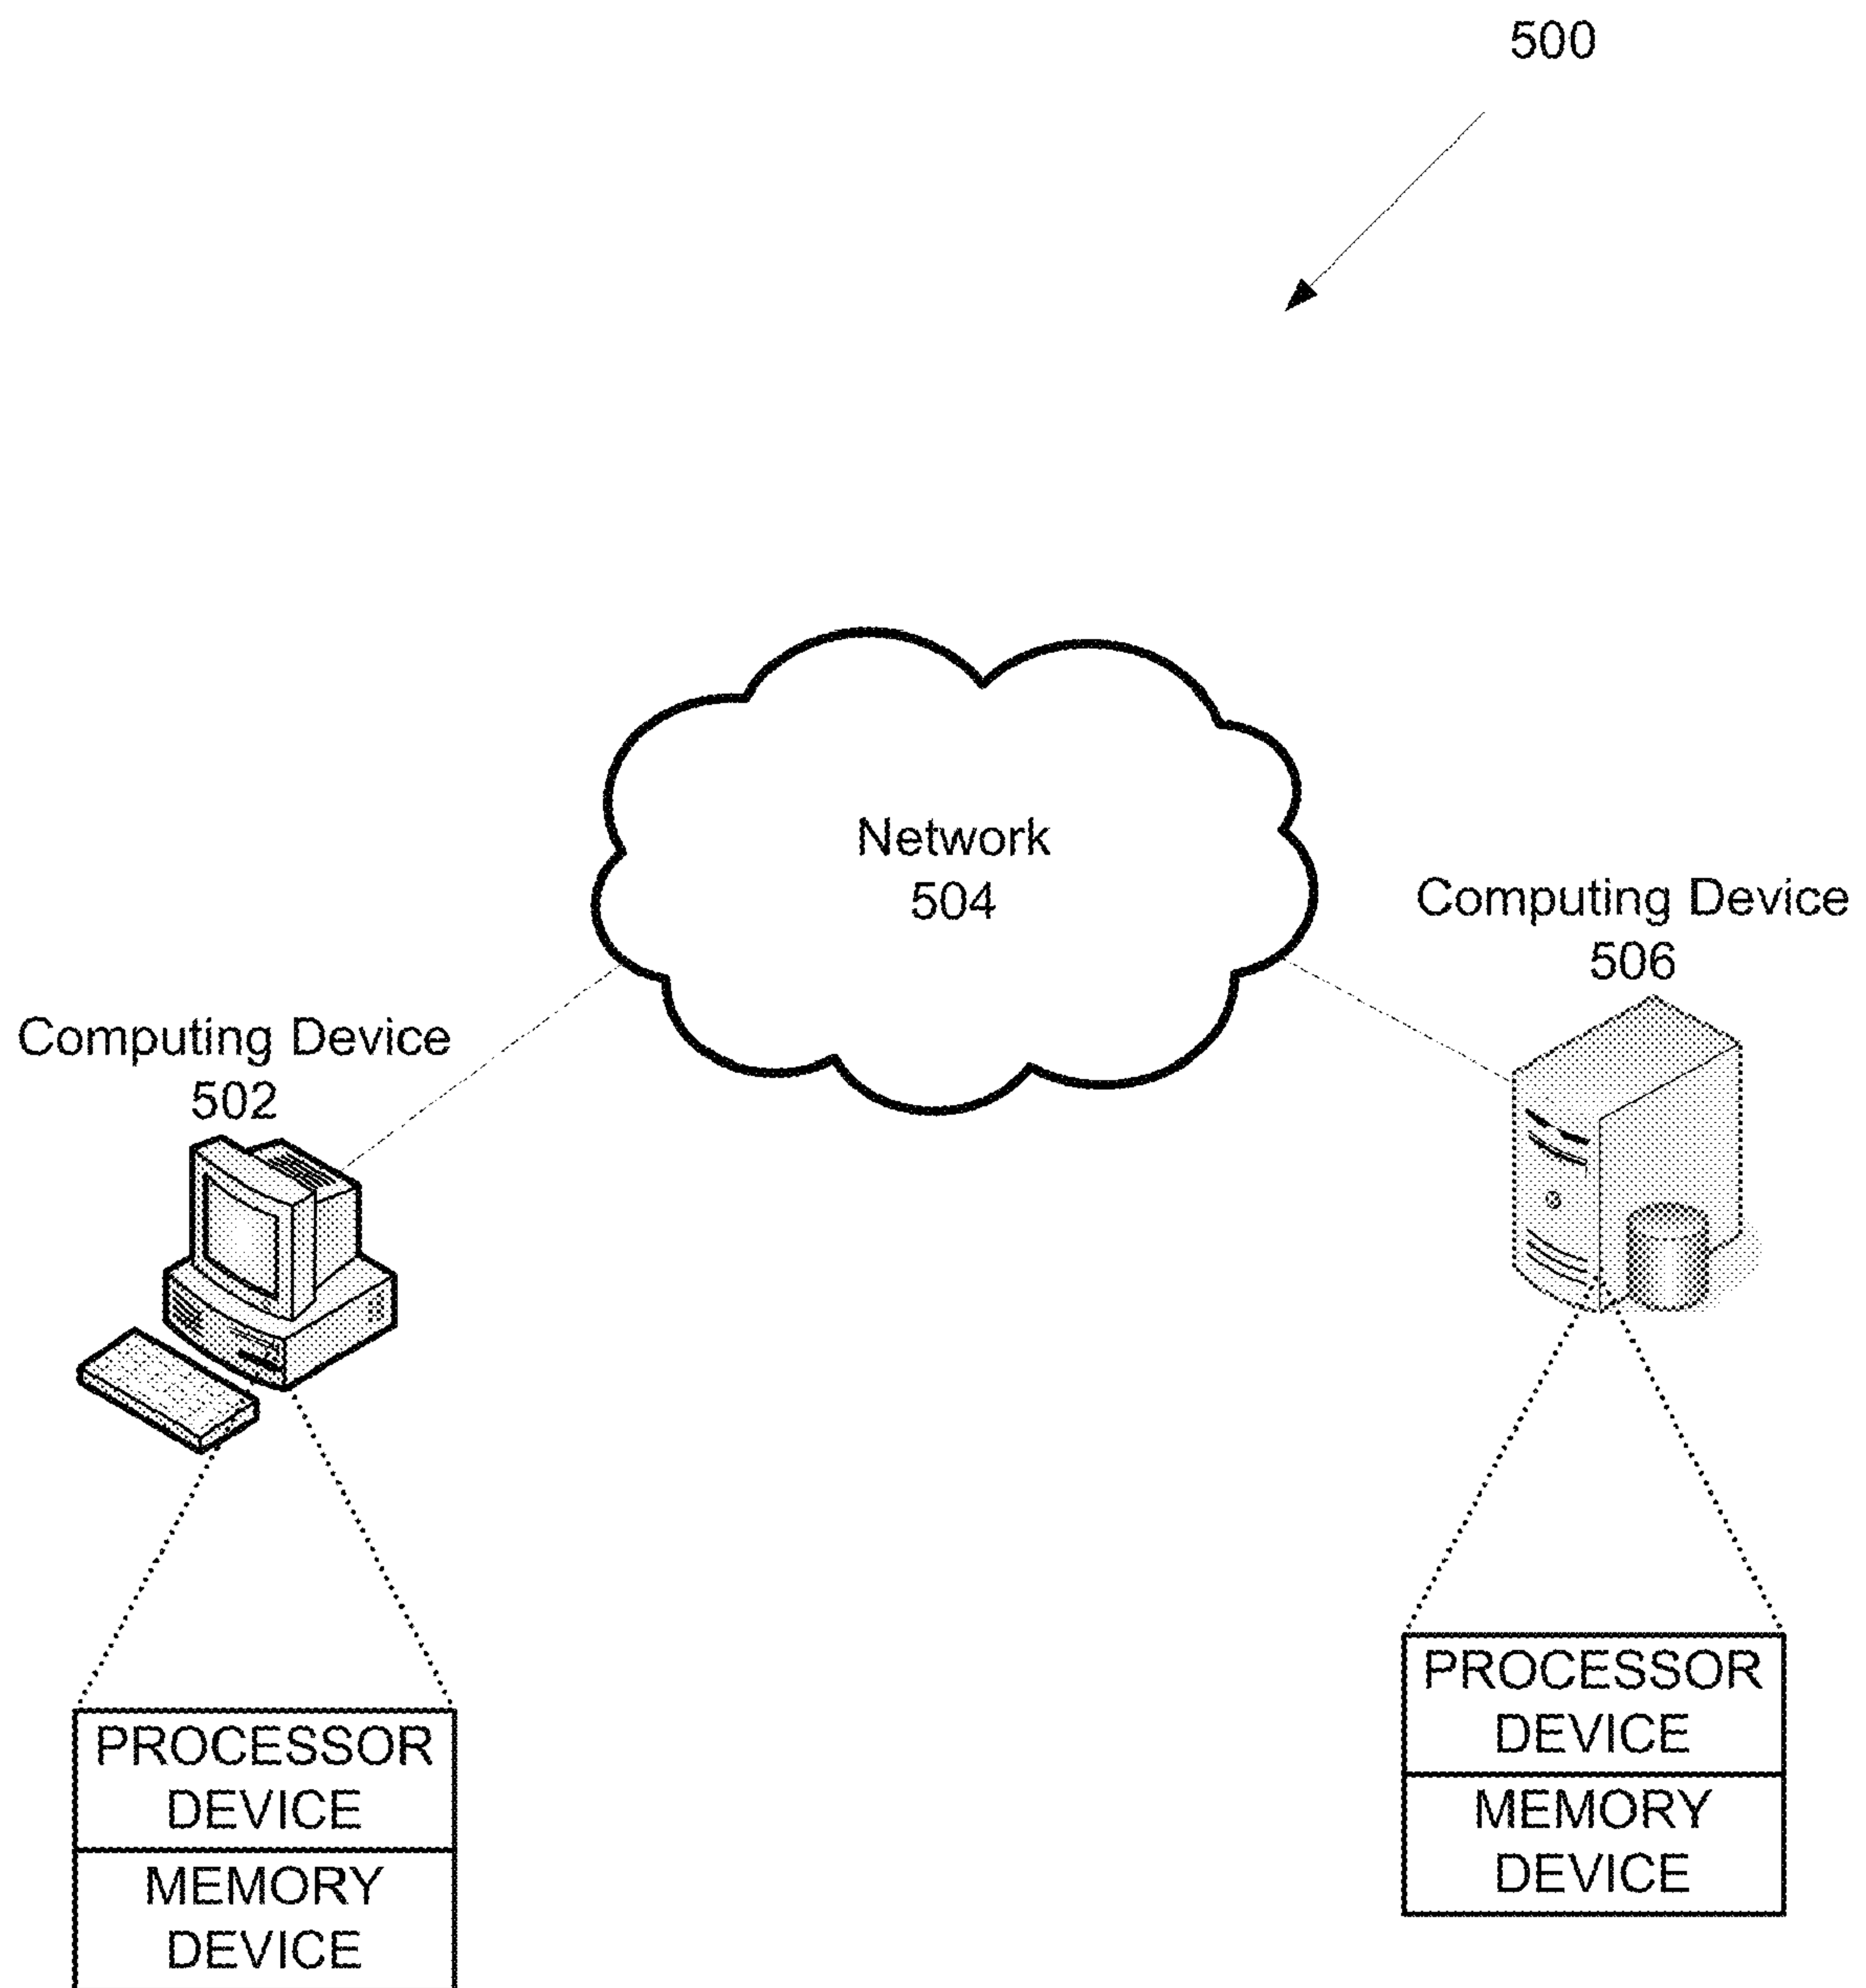 500
Network
504
Computing Device
506
Computing Device
502
PROCESSOR
DEVICE
MEMORY
DEVICE
PROCESSOR
DEVICE
MEMORY
DEVICE